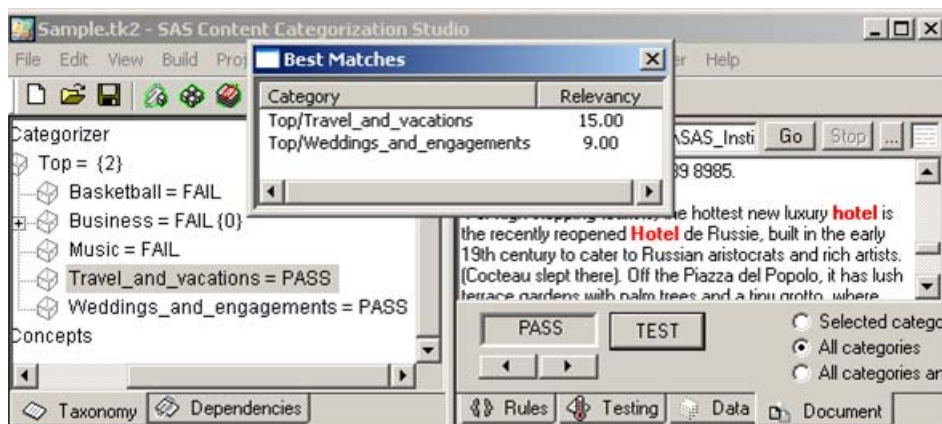 Sample.tk2 - SAS Content Categorization Studio
File Edit View Build Proj er Help
Best Matches
Category Relevancy
Top/Travel_and_vacations 15.00
Top/Weddings_and_engagements 9.00
\SAS_Insti Go Stop ...
Categorizer
Top = {2}
Basketball = FAIL
Business = FAIL {0}
Music = FAIL
Travel_and_vacations = PASS
Weddings_and_engagements = PASS
Concepts
Taxonomy Dependencies
39 8985.
the hottest new luxury hotel is
the recently reopened Hotel de Russie, built in the early
19th century to cater to Russian aristocrats and rich artists.
(Cocteau slept there). Off the Piazza del Popolo, it has lush
terrace gardens with palm trees and a tiny grotto, where
PASS TEST
Selected catego
All categories
All categories an
Rules Testing Data Document